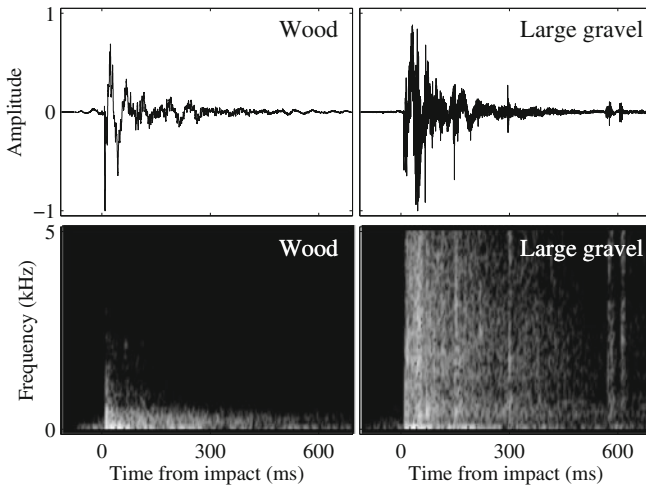 1
Wood
Large gravel
Amplitude
0
−1
5
Wood
Large gravel
Frequency (kHz)
0
0 300 600 0 300 600
Time from impact (ms) Time from impact (ms)